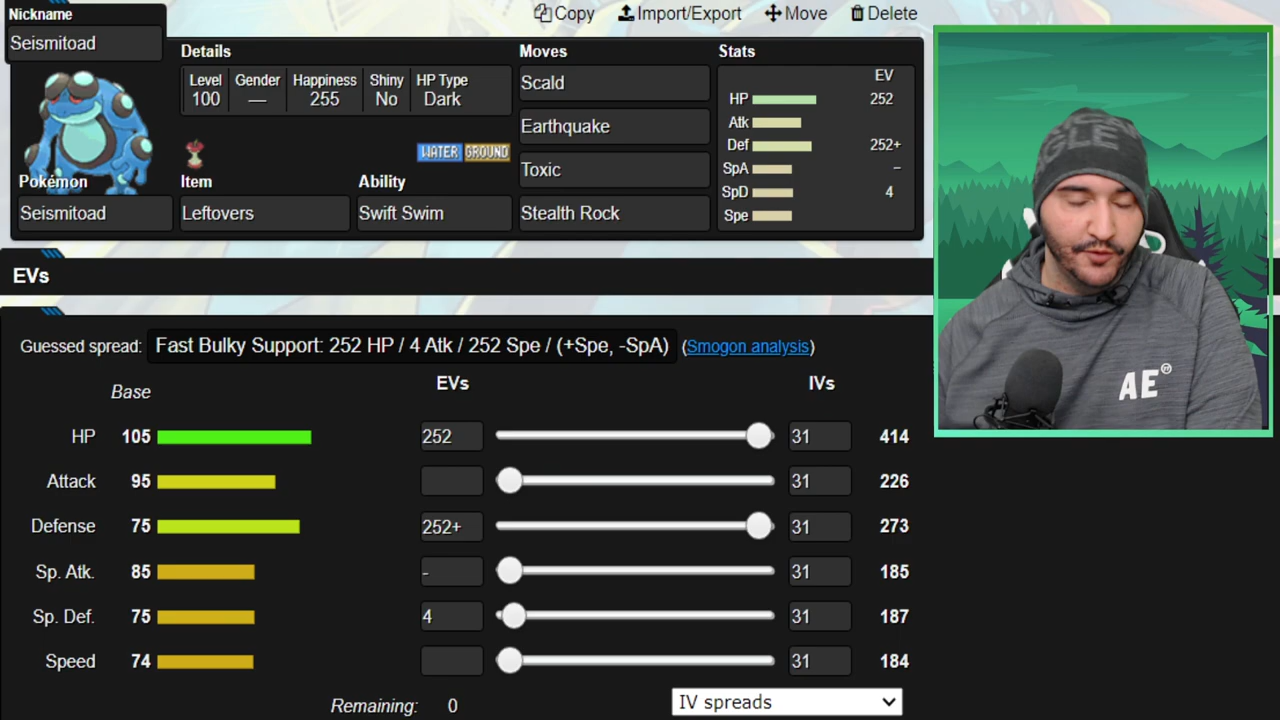 Nickname
Seismitoad
Copy Import/Export Move Delete
Details
Level Gender Happiness Shiny HP Type
100 — 255 No Dark
WATER GROUND
Pokémon Item Ability
Seismitoad Leftovers Swift Swim
Moves
Scald
Earthquake
Toxic
Stealth Rock
Stats
EV
HP 252
Atk
Def 252+
SpA –
SpD 4
Spe
EVs
Guessed spread: Fast Bulky Support: 252 HP / 4 Atk / 252 Spe / (+Spe, -SpA) (Smogon analysis)
Base EVs IVs
HP 105 252 31 414
Attack 95 31 226
Defense 75 252+ 31 273
Sp. Atk. 85 - 31 185
Sp. Def. 75 4 31 187
Speed 74 31 184
Remaining: 0 IV spreads
AE